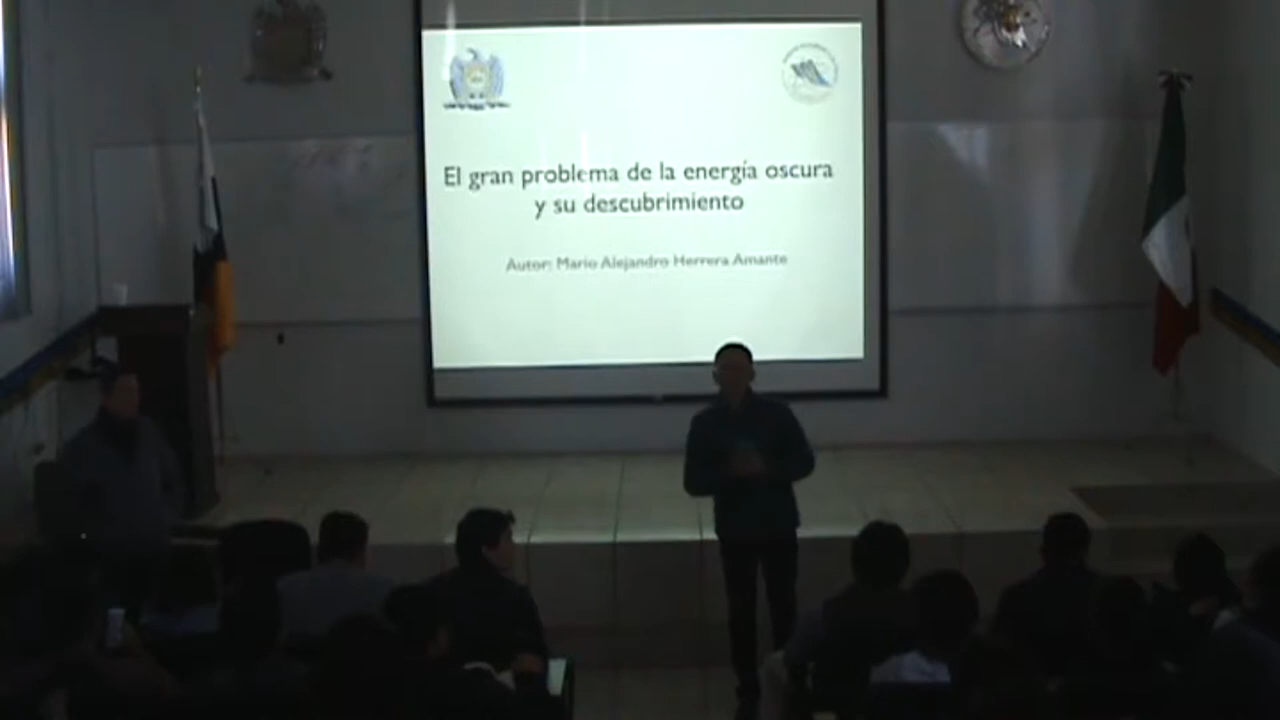 El gran problema de la energía oscura
y su descubrimiento
Autor: Mario Alejandro Herrera Amante